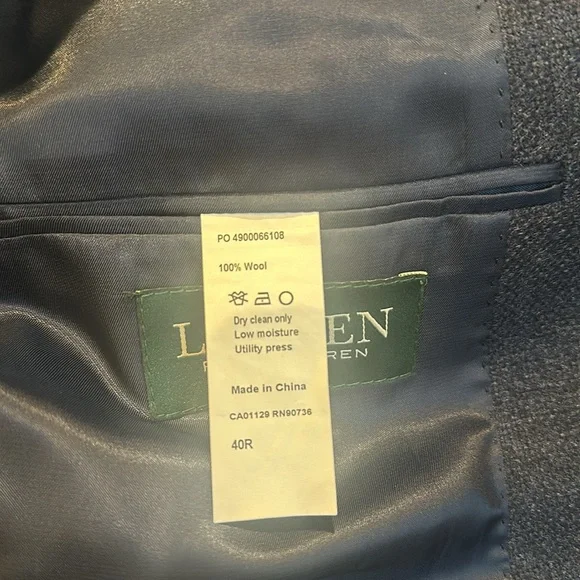 PO 4900066108
100% Wool
Dry clean only
Low moisture
Utility press
Made in China
CA01129 RN90736
40R